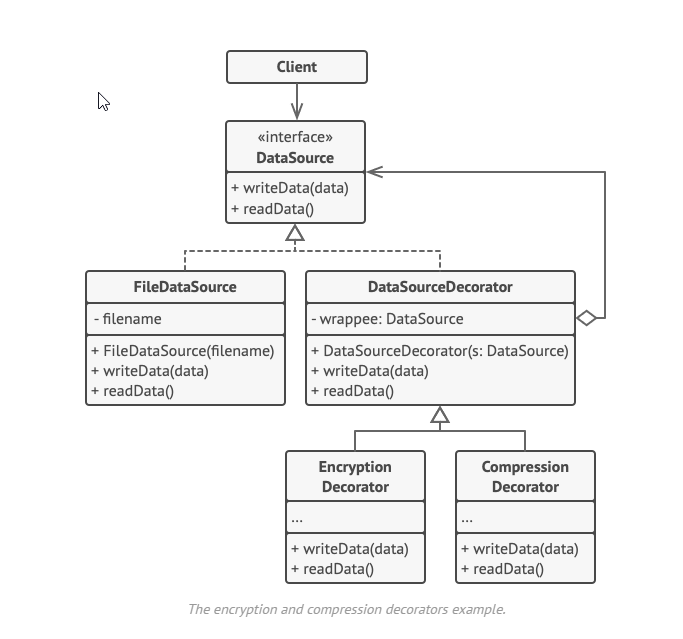 Client
«interface»
DataSource
+ writeData(data)
+ readData()
FileDataSource
- filename
+ FileDataSource(filename)
+ writeData(data)
+ readData()
DataSourceDecorator
- wrappee: DataSource
+ DataSourceDecorator(s: DataSource)
+ writeData(data)
+ readData()
Encryption
Decorator
...
+ writeData(data)
+ readData()
Compression
Decorator
...
+ writeData(data)
+ readData()
The encryption and compression decorators example.